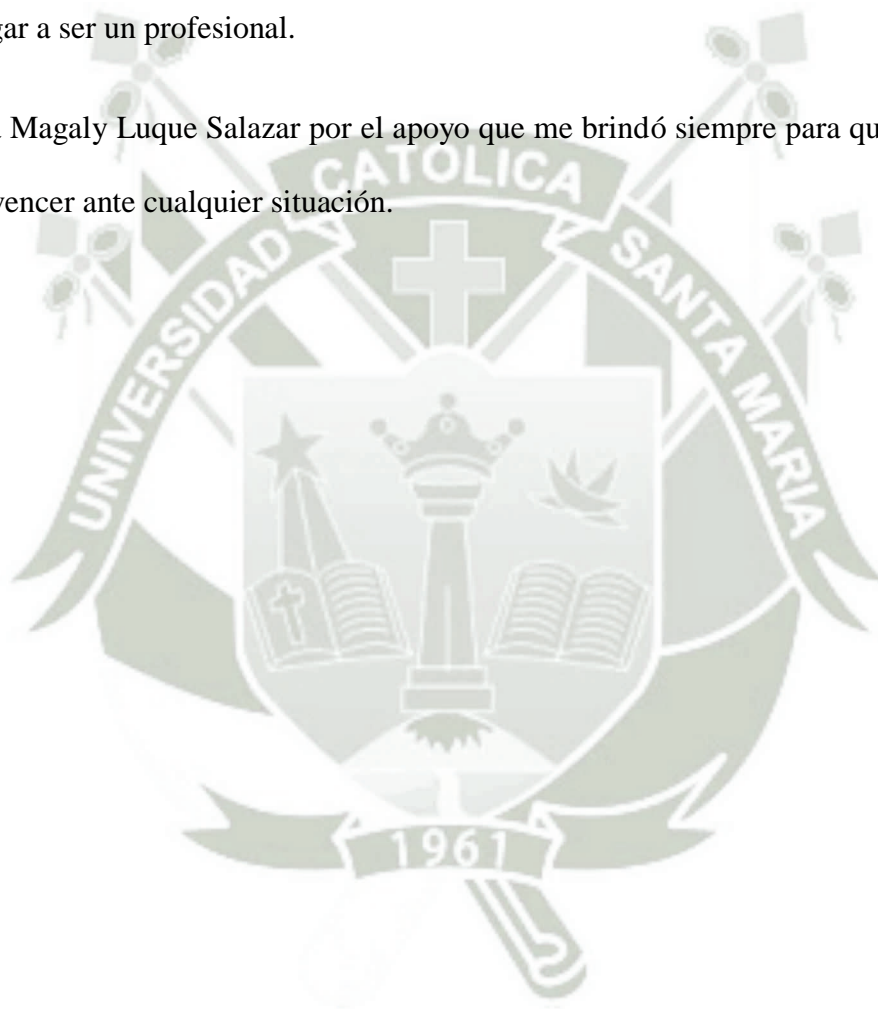 gar a ser un profesional.
Magaly Luque Salazar por el apoyo que me brindó siempre para qu
vencer ante cualquier situación.
UNIVERSIDAD CATOLICA SANTA MARIA
1961